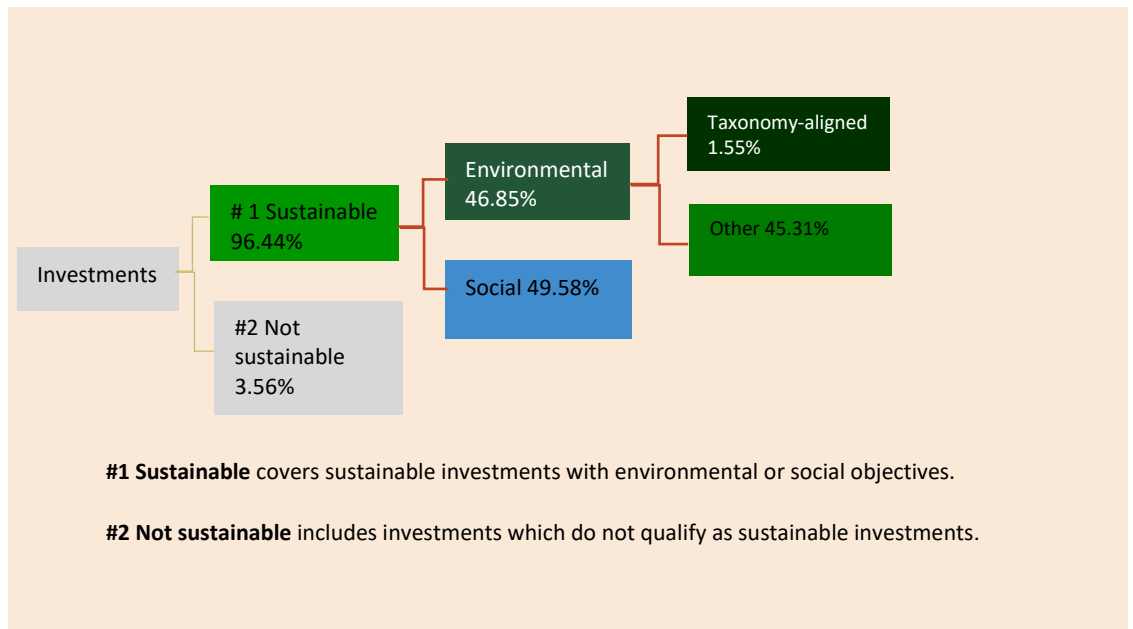 Investments
# 1 Sustainable
96.44%
#2 Not
sustainable
3.56%
Environmental
46.85%
Social 49.58%
Taxonomy-aligned
1.55%
Other 45.31%
#1 Sustainable covers sustainable investments with environmental or social objectives.
#2 Not sustainable includes investments which do not qualify as sustainable investments.